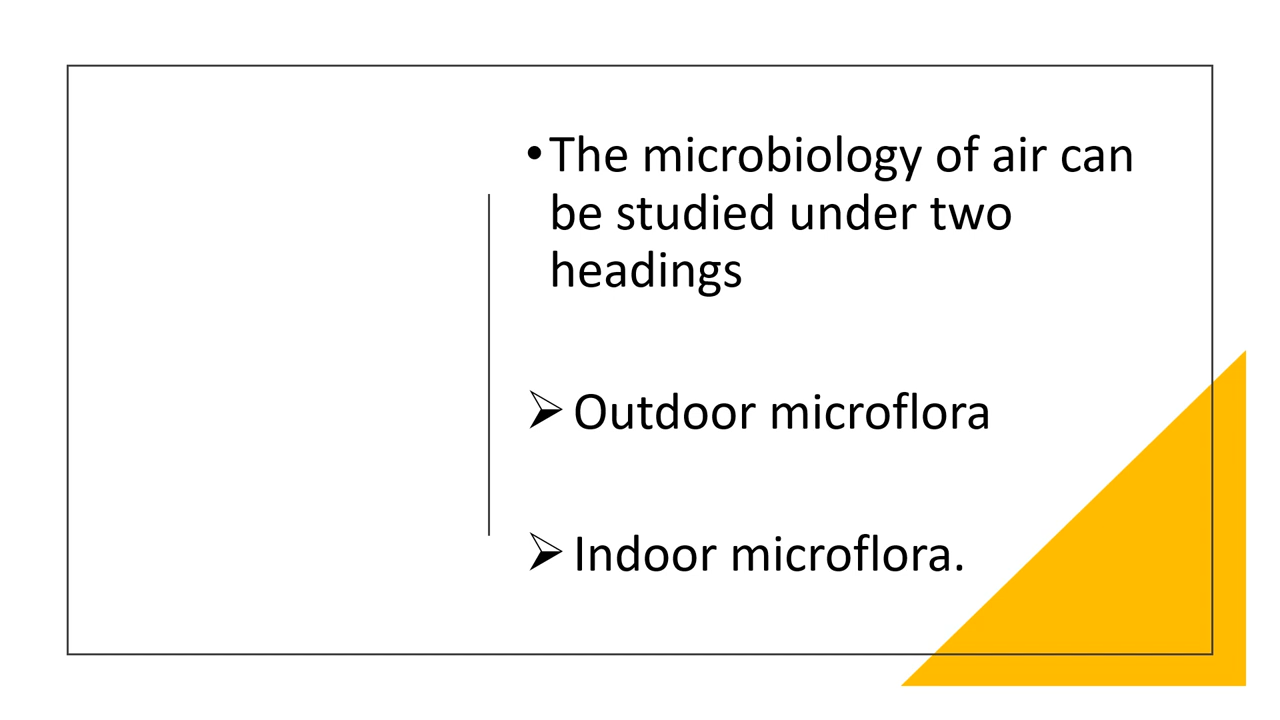 •The microbiology of air can
be studied under two
headings
➢Outdoor microflora
➢Indoor microflora.